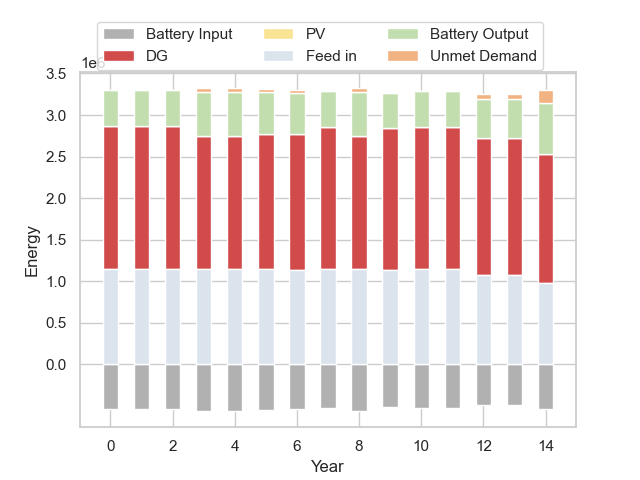 Battery Input PV Battery Output
DG Feed in Unmet Demand
1e6
3.5
3.0
2.5
2.0
1.5
1.0
0.5
0.0
Energy
0 2 4 6 8 10 12 14
Year